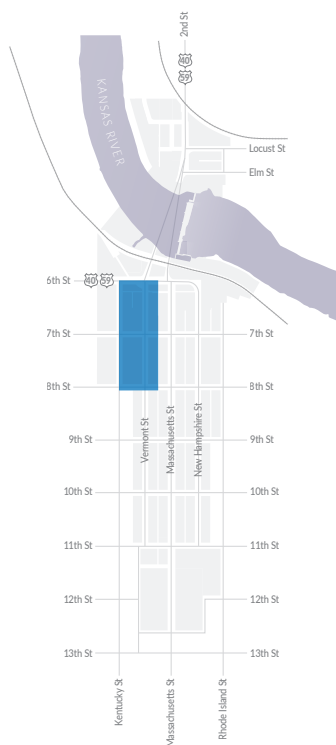 2nd St
40
59
KANSAS RIVER
Locust St
Elm St
6th St
40 59
7th St
7th St
8th St
8th St
Vermont St
Massachusetts St
New Hampshire St
9th St
9th St
10th St
10th St
11th St
11th St
12th St
12th St
13th St
13th St
Kentucky St
Massachusetts St
Rhode Island St